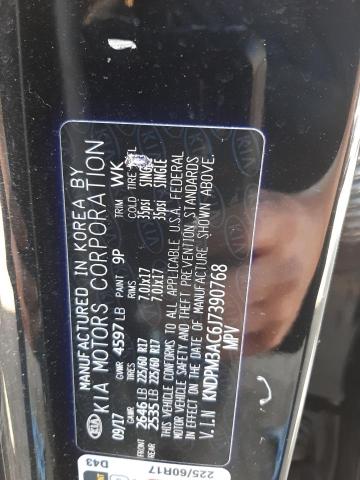 MANUFACTURED IN KOREA BY
KIA MOTORS CORPORATION
09/17 GVWR 4597 LB PAINT 9P TRIM WK
GAWR TIRES RIMS COLD TIRE
FRONT 2646 LB 225/60 R17 7.0Jx17 35psi SINGLE
REAR 2535 LB 225/60 R17 7.0Jx17 35psi SINGLE
THIS VEHICLE CONFORMS TO ALL APPLICABLE U.S.A. FEDERAL
MOTOR VEHICLE SAFETY AND THEFT PREVENTION STANDARDS
IN EFFECT ON THE DATE OF MANUFACTURE SHOWN ABOVE.
V.I.N KNDPM3AC6J7390768
MPV
KIA
D43
225/60R17